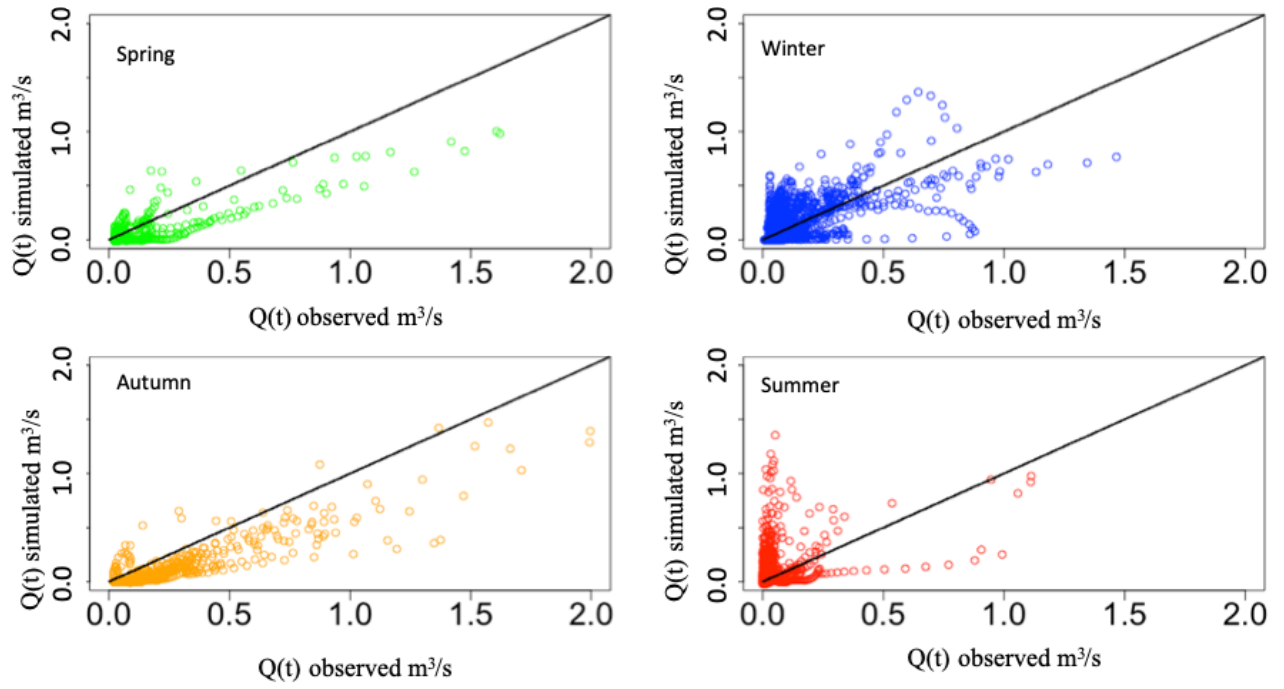 Spring
Q(t) simulated m³/s
0.0 1.0 2.0
0.0 0.5 1.0 1.5 2.0
Q(t) observed m³/s
Winter
Q(t) simulated m³/s
0.0 1.0 2.0
0.0 0.5 1.0 1.5 2.0
Q(t) observed m³/s
Autumn
Q(t) simulated m³/s
0.0 1.0 2.0
0.0 0.5 1.0 1.5 2.0
Q(t) observed m³/s
Summer
Q(t) simulated m³/s
0.0 1.0 2.0
0.0 0.5 1.0 1.5 2.0
Q(t) observed m³/s